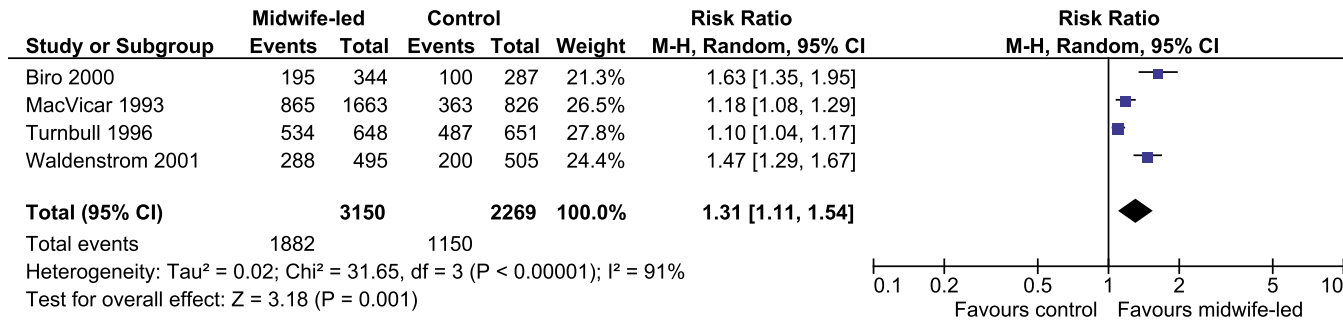 Midwife-led Control Risk Ratio Risk Ratio
Study or Subgroup Events Total Events Total Weight M-H, Random, 95% CI M-H, Random, 95% CI
Biro 2000 195 344 100 287 21.3% 1.63 [1.35, 1.95]
MacVicar 1993 865 1663 363 826 26.5% 1.18 [1.08, 1.29]
Turnbull 1996 534 648 487 651 27.8% 1.10 [1.04, 1.17]
Waldenstrom 2001 288 495 200 505 24.4% 1.47 [1.29, 1.67]
Total (95% CI) 3150 2269 100.0% 1.31 [1.11, 1.54]
Total events 1882 1150
Heterogeneity: Tau² = 0.02; Chi² = 31.65, df = 3 (P < 0.00001); I² = 91%
Test for overall effect: Z = 3.18 (P = 0.001)
0.1 0.2 0.5 1 2 5 10
Favours control Favours midwife-led